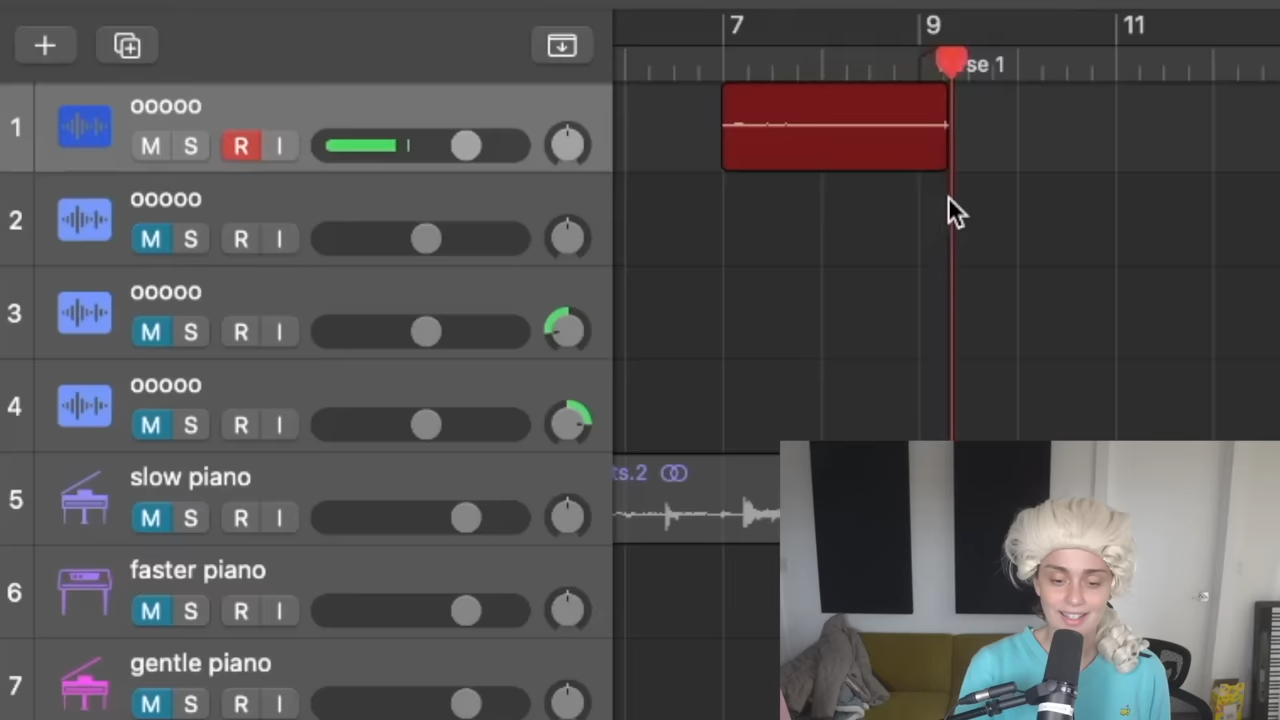 7
9
11
se 1
1
ooooo
M S R I
2
ooooo
M S R I
3
ooooo
M S R I
4
ooooo
M S R I
5
slow piano
M S R I
ts.2
6
faster piano
M S R I
7
gentle piano
M S R I